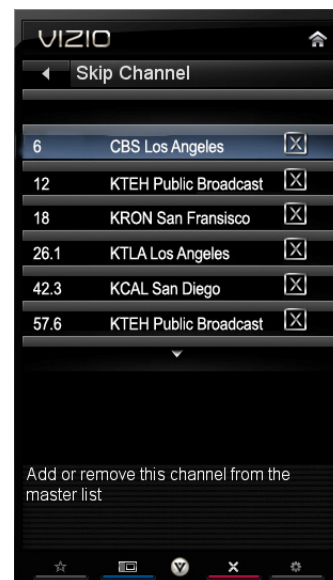 VIZIO
Skip Channel
6 CBS Los Angeles X
12 KTEH Public Broadcast X
18 KRON San Fransisco X
26.1 KTLA Los Angeles X
42.3 KCAL San Diego X
57.6 KTEH Public Broadcast X
Add or remove this channel from the
master list